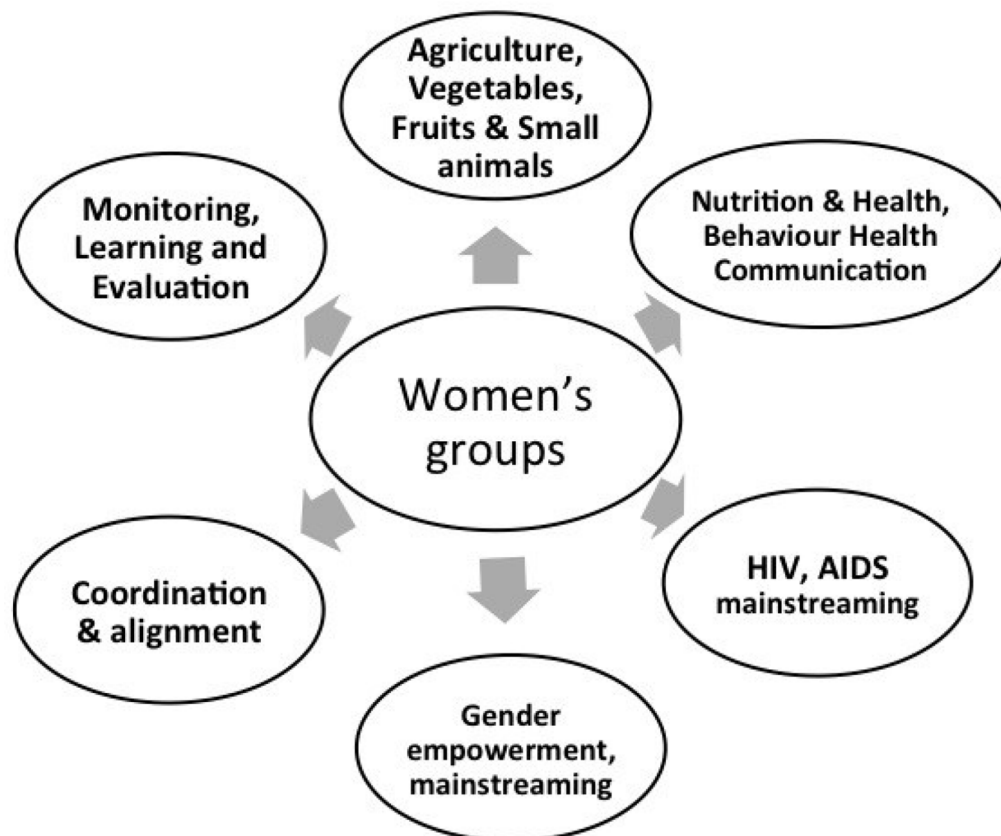 Agriculture,
Vegetables,
Fruits & Small
animals
Monitoring,
Learning and
Evaluation
Nutrition & Health,
Behaviour Health
Communication
Women’s
groups
Coordination
& alignment
HIV, AIDS
mainstreaming
Gender
empowerment,
mainstreaming